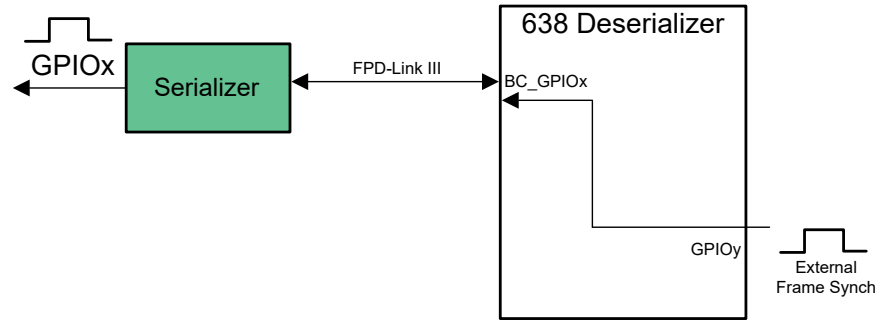 638 Deserializer
GPIOx
Serializer
FPD-Link III
BC_GPIOx
GPIOy
External
Frame Synch